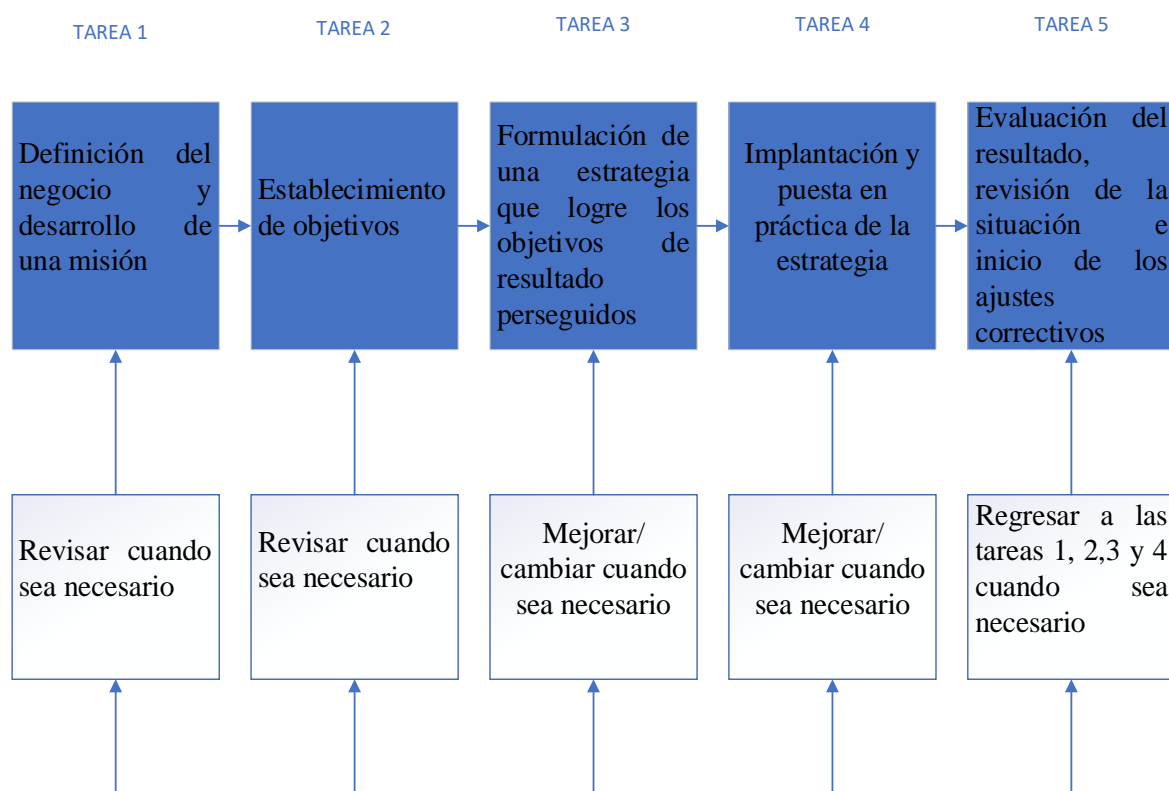 TAREA 1
TAREA 2
TAREA 3
TAREA 4
TAREA 5
Definición del
negocio y
desarrollo de
una misión
Establecimiento
de objetivos
Formulación de
una estrategia
que logre los
objetivos de
resultado
perseguidos
Implantación y
puesta en
práctica de la
estrategia
Evaluación del
resultado,
revisión de la
situación e
inicio de los
ajustes
correctivos
Revisar cuando
sea necesario
Revisar cuando
sea necesario
Mejorar/
cambiar cuando
sea necesario
Mejorar/
cambiar cuando
sea necesario
Regresar a las
tareas 1, 2,3 y 4
cuando sea
necesario